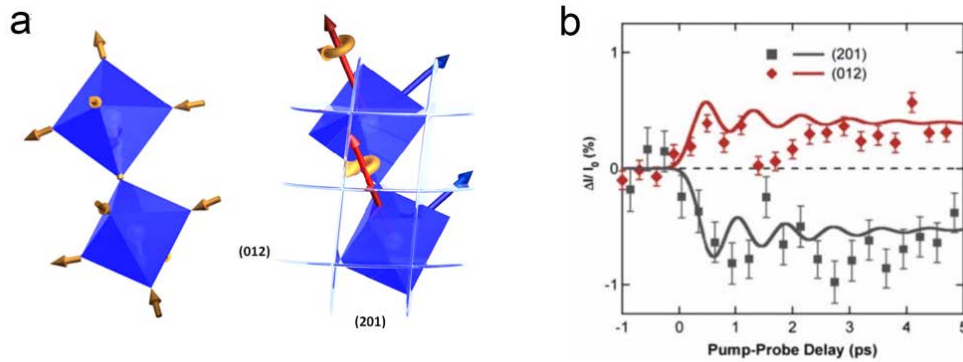 a
(012)
(201)
b
(201)
(012)
ΔI/ I₀ (%)
1
0
-1
-1 0 1 2 3 4 5
Pump-Probe Delay (ps)